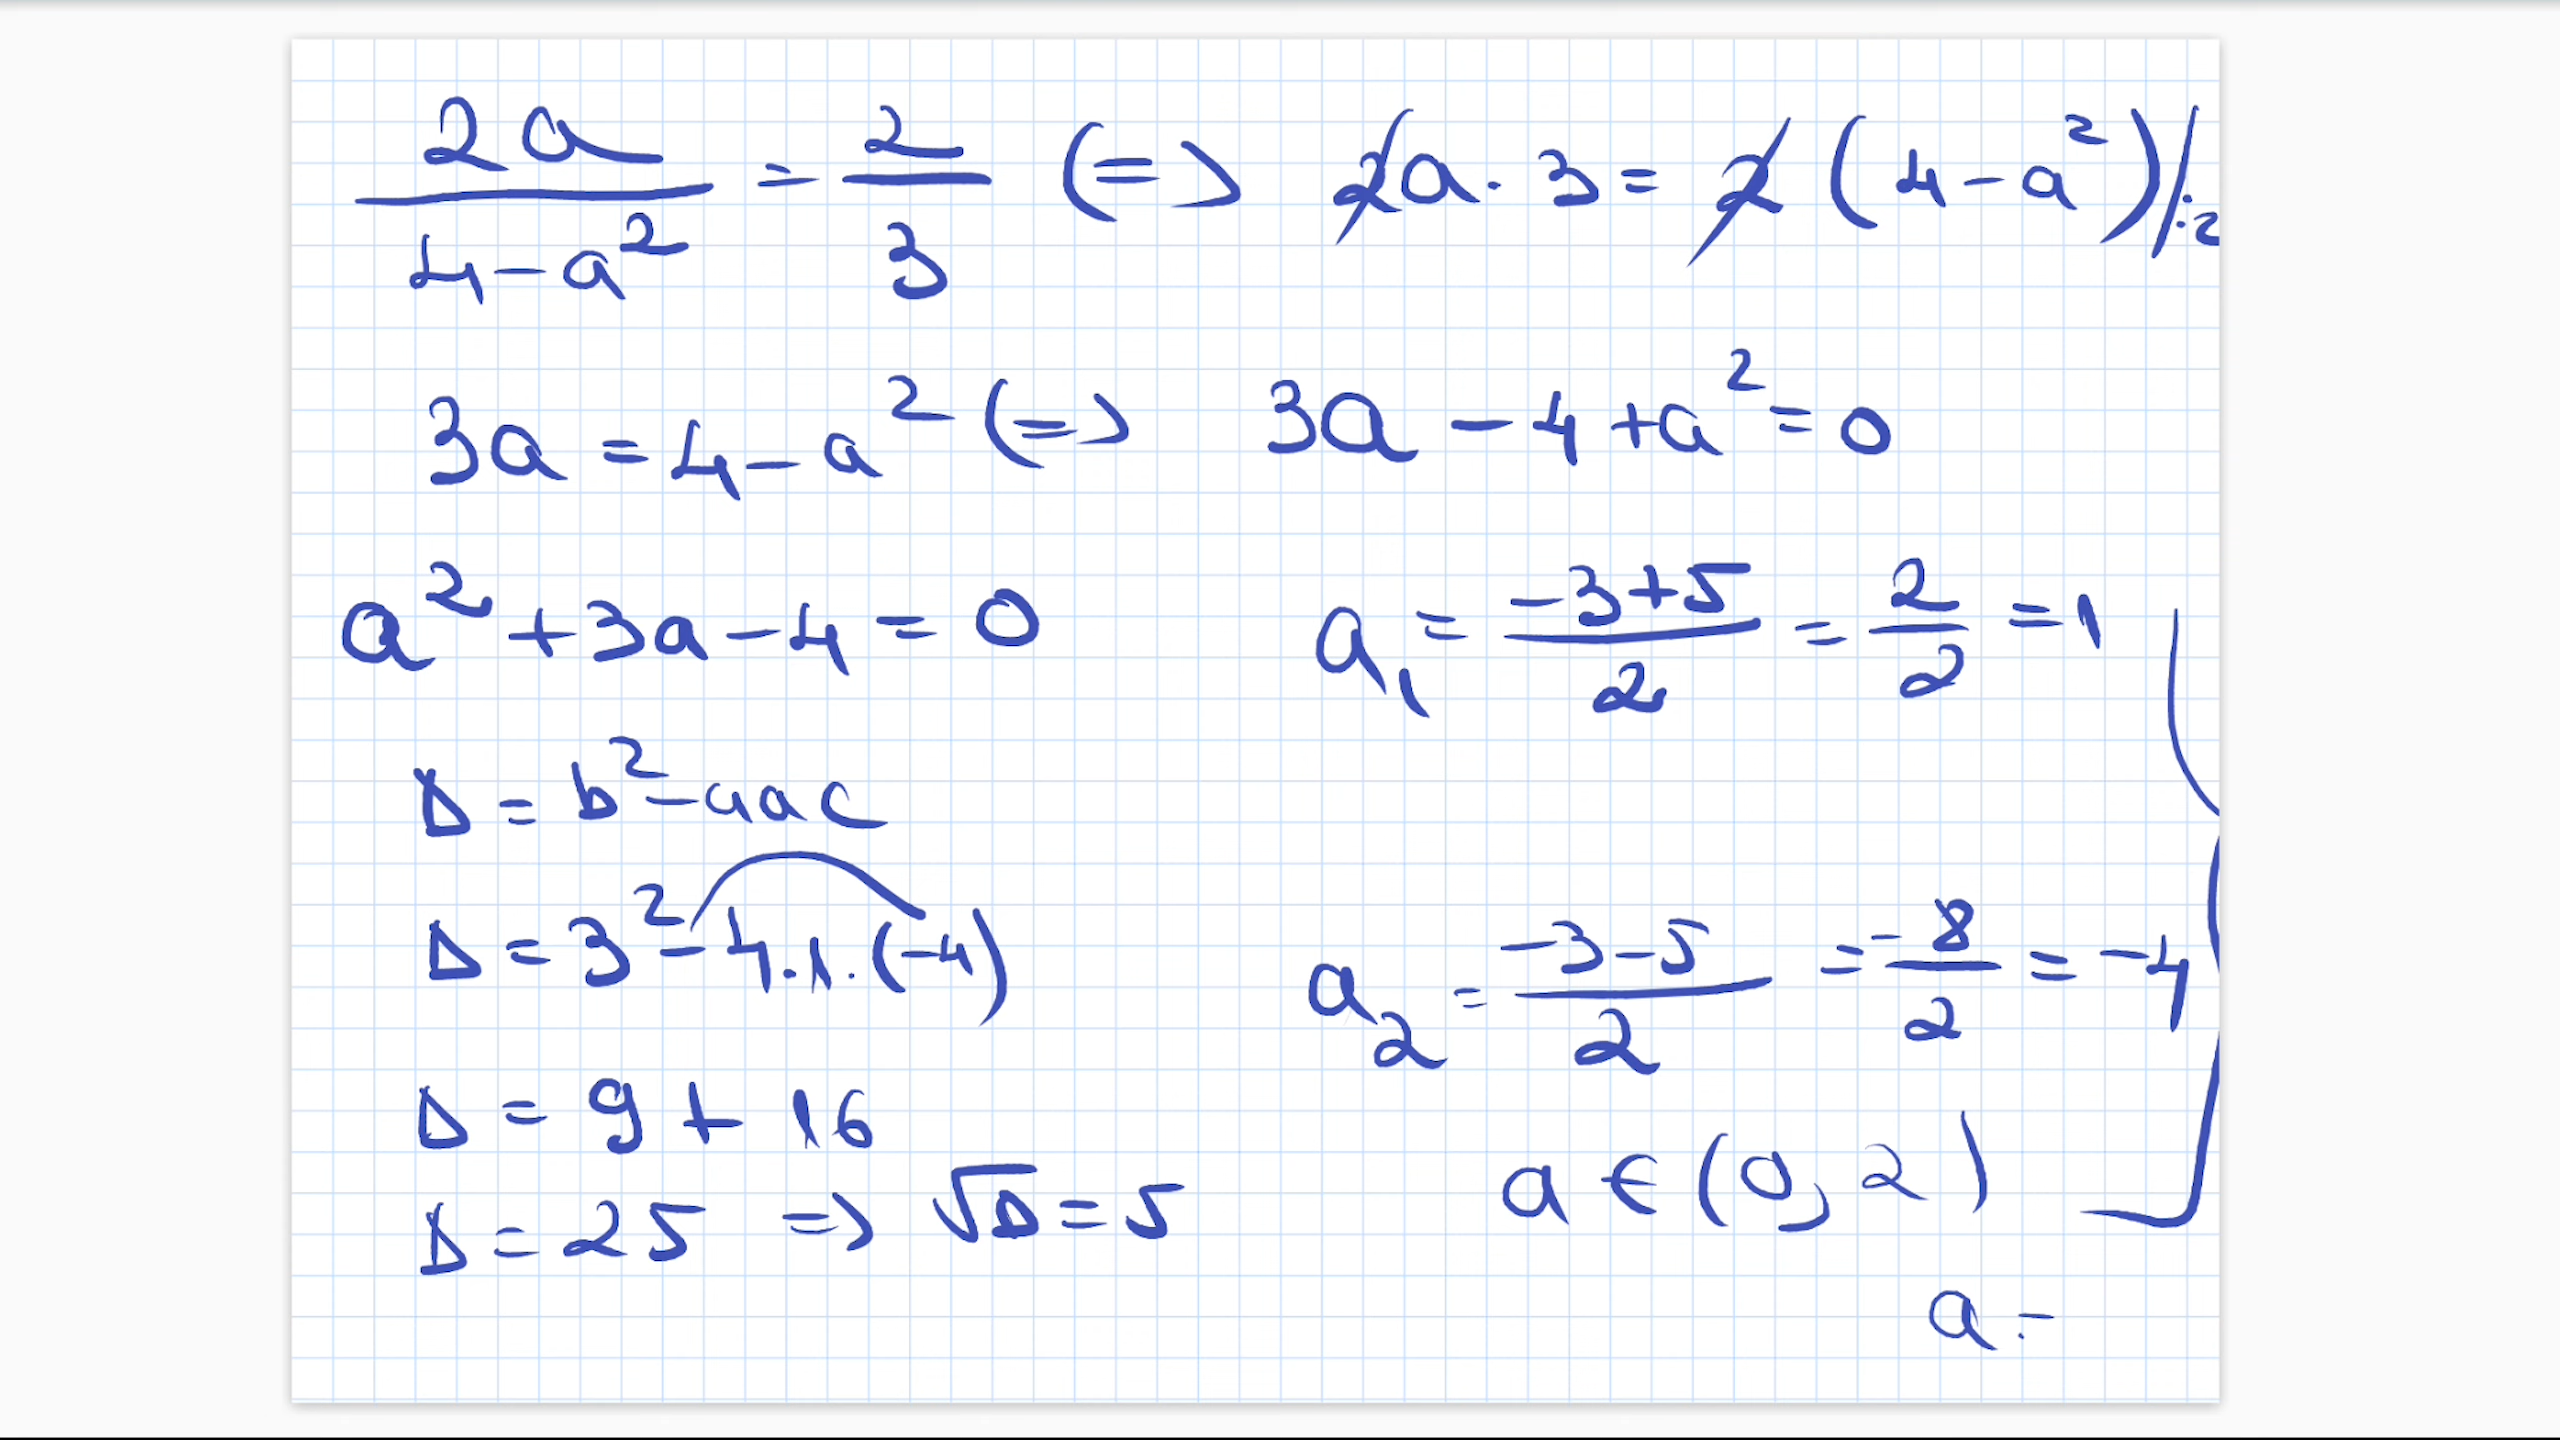 2a/(4-a²) = 2/3 (=) 2a · 3 = 2 (4-a²) /:2
3a = 4-a² (=) 3a - 4 + a² = 0
a² + 3a - 4 = 0
a₁ = (-3+5)/2 = 2/2 = 1
Δ = b² - 4ac
Δ = 3² - 4·1·(-4)
a₂ = (-3-5)/2 = -8/2 = -4
Δ = 9 + 16
a ∈ (0, 2)
Δ = 25 => √Δ = 5
a =